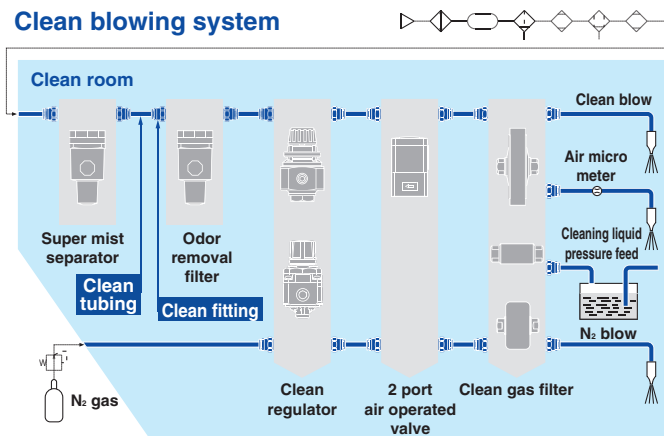 Clean blowing system
Clean room
Clean blow
Air micro
meter
Super mist
separator
Odor
removal
filter
Cleaning liquid
pressure feed
Clean
tubing
Clean fitting
N₂ blow
N₂ gas
Clean
regulator
2 port
air operated
valve
Clean gas filter